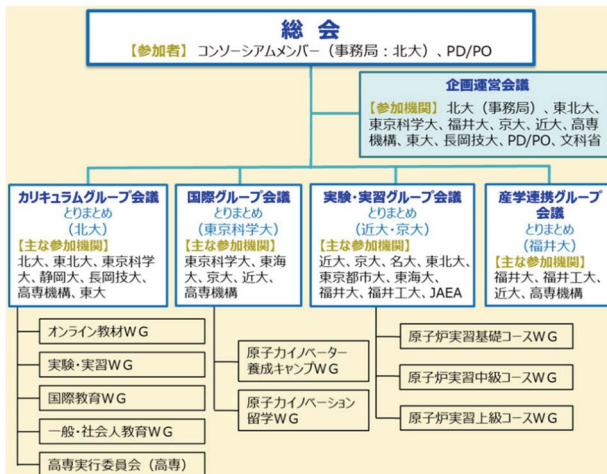 総 会
【参加者】コンソーシアムメンバー（事務局：北大）、PD/PO
企画運営会議
【参加機関】北大（事務局）、東北大、
東京科学大、福井大、京大、近大、高専
機構、東大、長岡技大、PD/PO、文科省
カリキュラムグループ会議
とりまとめ
（北大）
【主な参加機関】
北大、東北大、東京科学
大、静岡大、長岡技大、
高専機構、東大
オンライン教材ＷＧ
実験・実習ＷＧ
国際教育ＷＧ
一般・社会人教育ＷＧ
高専実行委員会（高専）
国際グループ会議
とりまとめ
（東京科学大）
【主な参加機関】
東京科学大、東海
大、京大、近大、
高専機構
原子力イノベーター
養成キャンプＷＧ
原子力イノベーション
留学ＷＧ
実験・実習グループ会議
とりまとめ
（近大・京大）
【主な参加機関】
近大、京大、名大、東北大、
東京都市大、東海大、
福井大、福井工大、JAEA
原子炉実習基礎コースＷＧ
原子炉実習中級コースＷＧ
原子炉実習上級コースＷＧ
産学連携グループ
会議
とりまとめ
（福井大）
【主な参加機関】
福井大、福井工大、
近大、高専機構